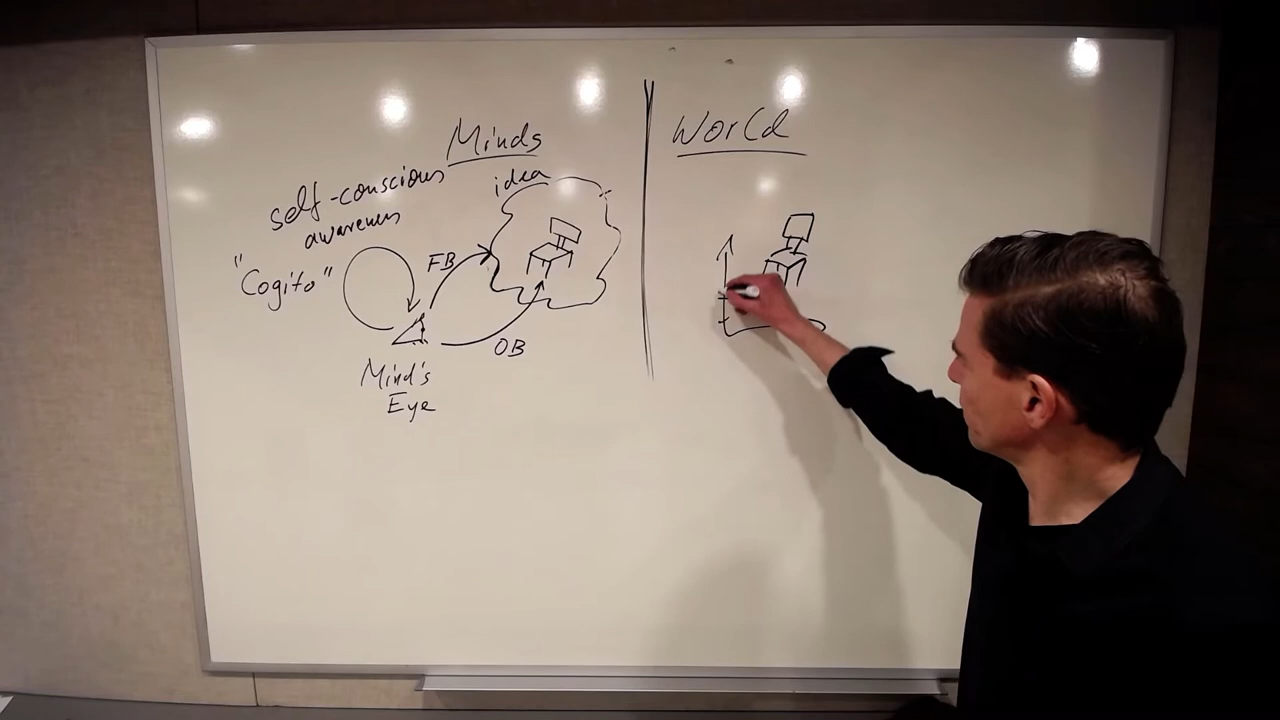 Minds
World
idea
self-conscious
awareness
"Cogito"
FB
OB
Mind's
Eye